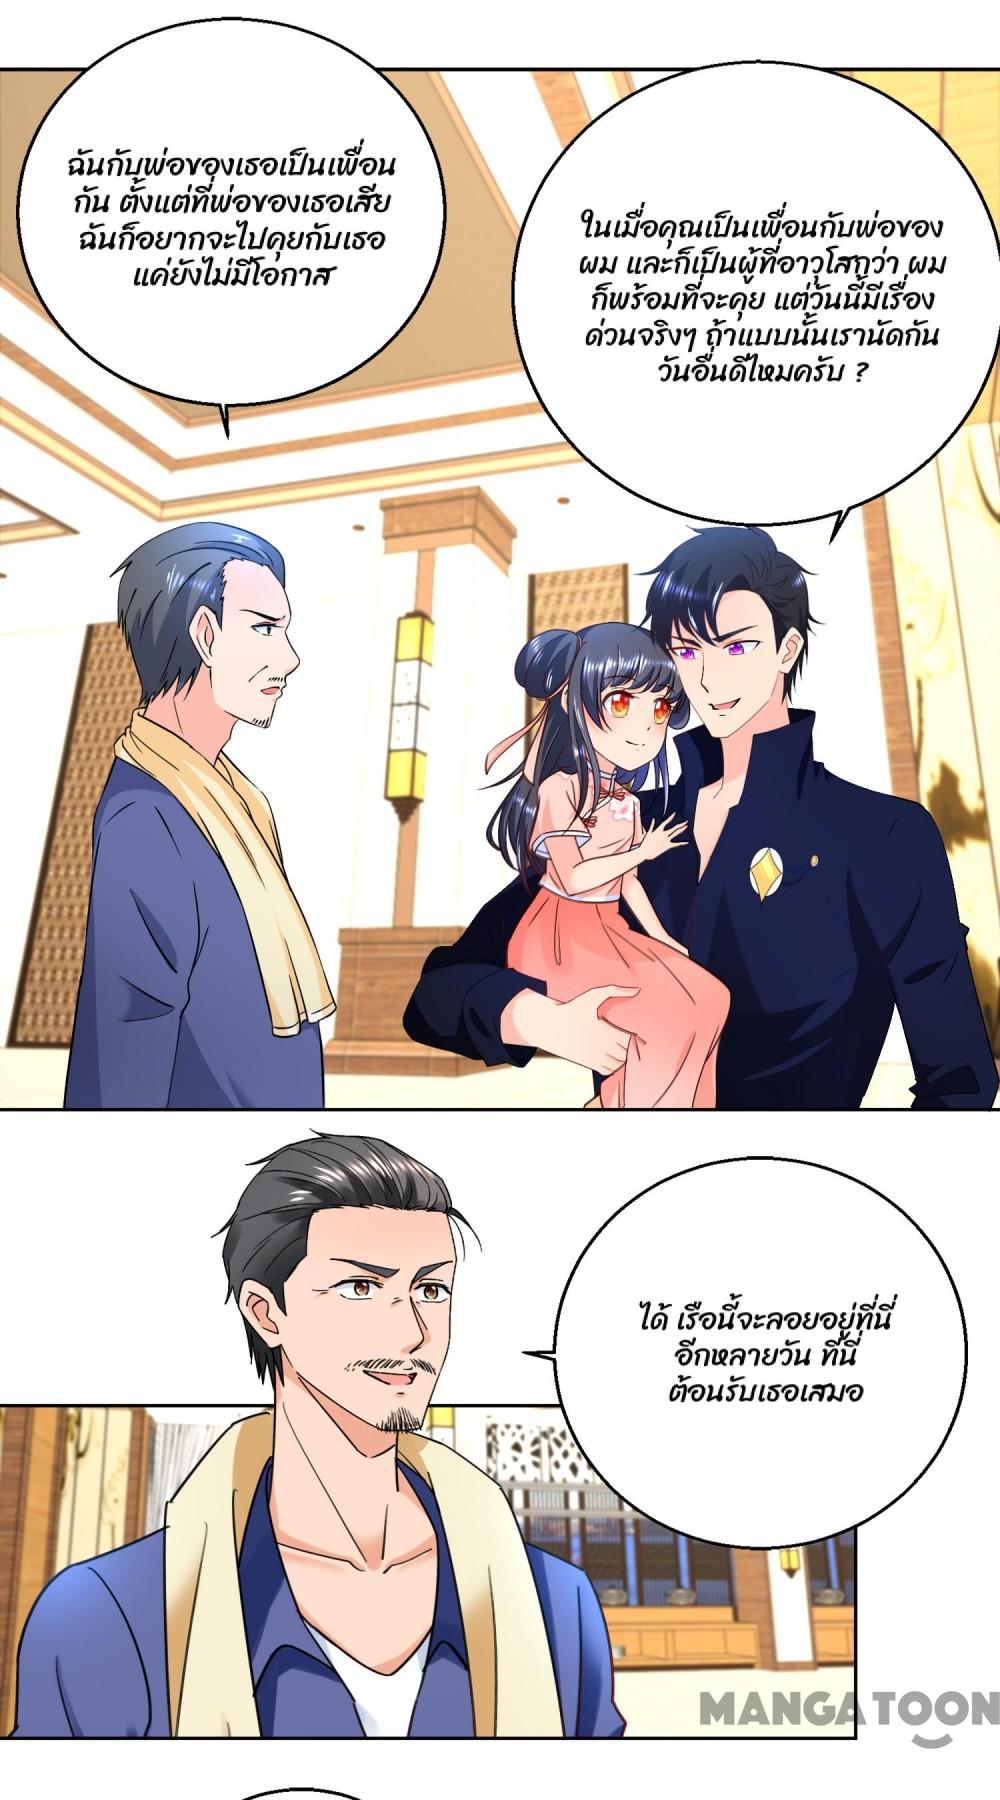 ฉันกับพ่อของเธอเป็นเพื่อน
กัน ตั้งแต่ที่พ่อของเธอเสีย
ฉันก็อยากจะไปคุยกับเธอ
แค่ยังไม่มีโอกาส
ในเมื่อคุณเป็นเพื่อนกับพ่อของ
ผม และก็เป็นผู้ที่อาวุโสกว่า ผม
ก็พร้อมที่จะคุย แต่วันนี้มีเรื่อง
ด่วนจริงๆ ถ้าแบบนั้นเรานัดกัน
วันอื่นดีไหมครับ ?
ได้ เรือนี้จะลอยอยู่ที่นี่
อีกหลายวัน ที่นี่
ต้อนรับเธอเสมอ
MANGATOON